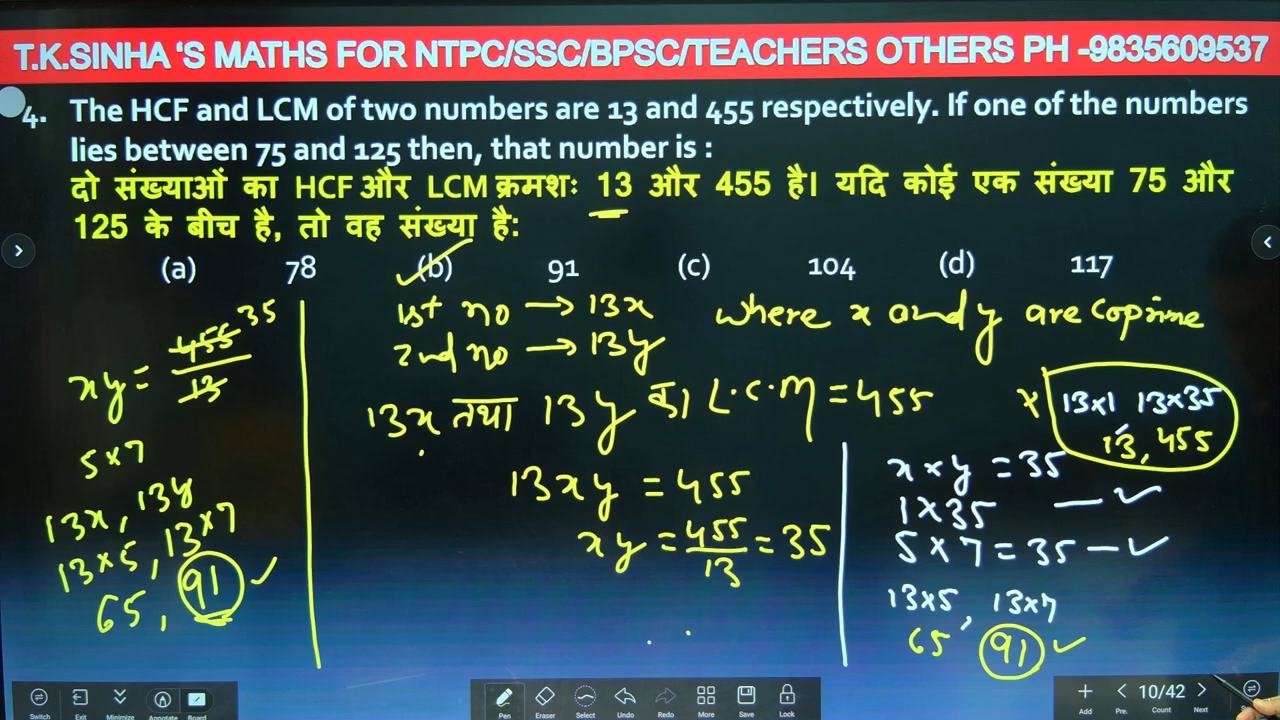 T.K.SINHA 'S MATHS FOR NTPC/SSC/BPSC/TEACHERS OTHERS PH -9835609537
4. The HCF and LCM of two numbers are 13 and 455 respectively. If one of the numbers
lies between 75 and 125 then, that number is :
दो संख्याओं का HCF और LCM क्रमशः 13 और 455 है। यदि कोई एक संख्या 75 और
125 के बीच है, तो वह संख्या है:
(a) 78 (b) 91 (c) 104 (d) 117
xy = 455/13 35
5×7
13x, 13y
13×5, 13×7
65, 91 ✓
1st no → 13x where x and y are coprime
2nd no → 13y
13x तथा 13y का L.C.M = 455
13xy = 455
xy = 455/13 = 35
× 13×1 13×35
13, 455
x × y = 35
1×35 — ✓
5×7 = 35 — ✓
13×5, 13×7
65 91 ✓
Switch Exit Minimize Annotate Board
Pen Eraser Select Undo Redo More Save Lock
10/42
Add Pre. Count Next